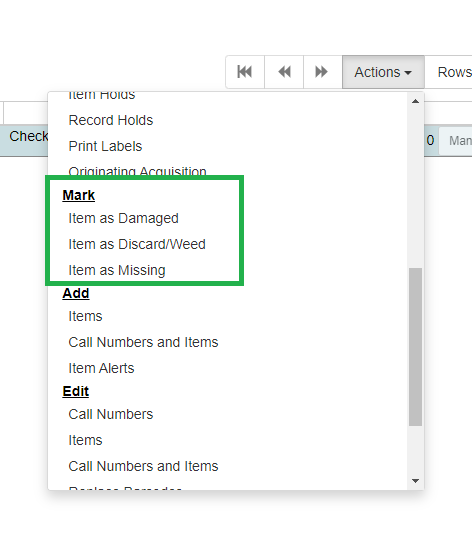 Actions
Rows
Item Holds
Check
Record Holds
0
Man
Print Labels
Originating Acquisition
Mark
Item as Damaged
Item as Discard/Weed
Item as Missing
Add
Items
Call Numbers and Items
Item Alerts
Edit
Call Numbers
Items
Call Numbers and Items
Replace Barcodes